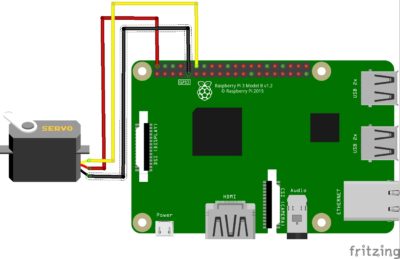 GPIO
Raspberry Pi 3 Model B v1.2
© Raspberry Pi 2015
SERVO
DSI (DISPLAY)
USB 2x
USB 2x
ETHERNET
CSI (CAMERA)
HDMI
Audio
Power
fritzing